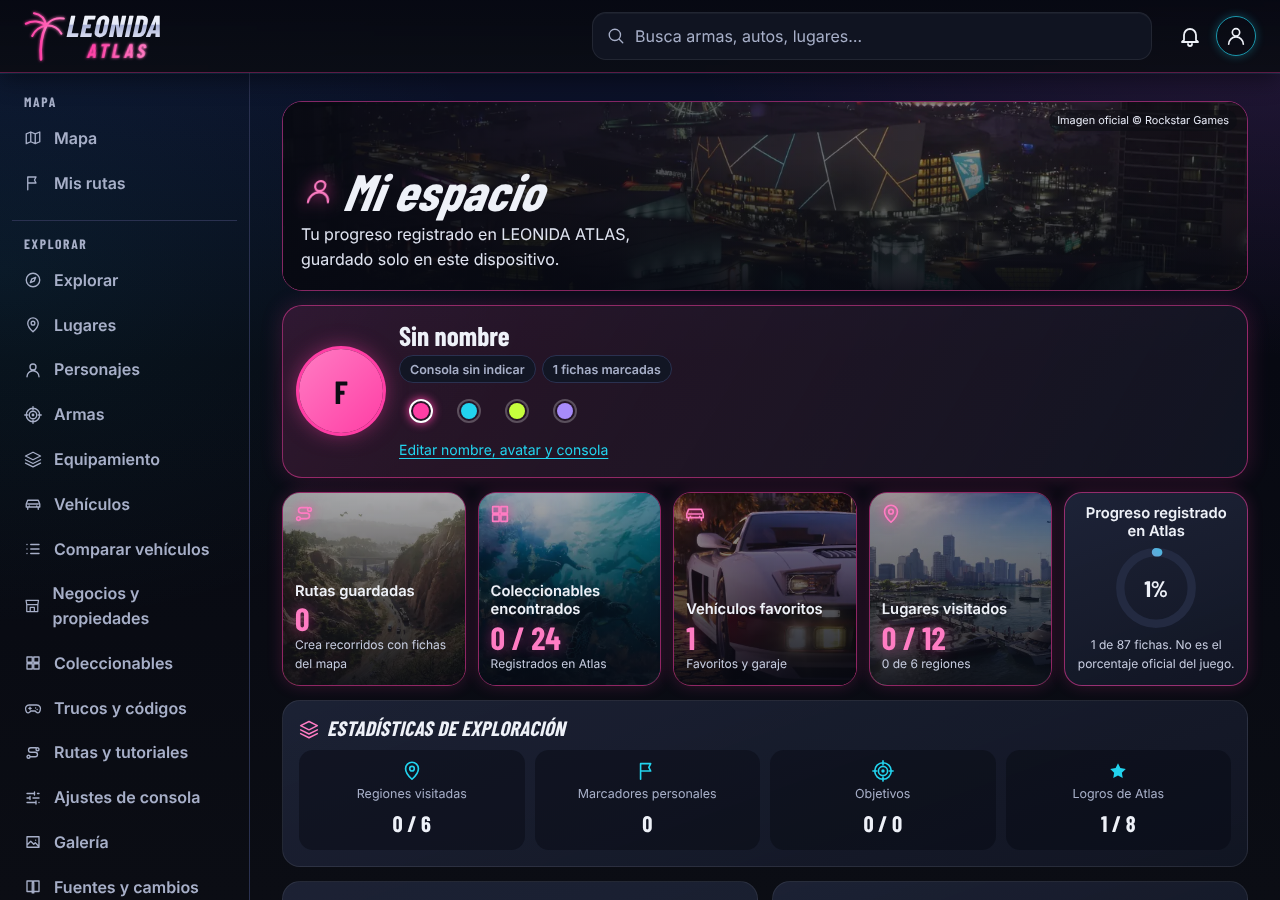 LEONIDA
ATLAS
Busca armas, autos, lugares...
MAPA
Mapa
Mis rutas
EXPLORAR
Explorar
Lugares
Personajes
Armas
Equipamiento
Vehículos
Comparar vehículos
Negocios y
propiedades
Coleccionables
Trucos y códigos
Rutas y tutoriales
Ajustes de consola
Galería
Fuentes y cambios
Imagen oficial © Rockstar Games
Mi espacio
Tu progreso registrado en LEONIDA ATLAS,
guardado solo en este dispositivo.
F
Sin nombre
Consola sin indicar
1 fichas marcadas
Editar nombre, avatar y consola
Rutas guardadas
0
Crea recorridos con fichas
del mapa
Coleccionables
encontrados
0 / 24
Registrados en Atlas
Vehículos favoritos
1
Favoritos y garaje
Lugares visitados
0 / 12
0 de 6 regiones
Progreso registrado
en Atlas
1%
1 de 87 fichas. No es el
porcentaje oficial del juego.
ESTADÍSTICAS DE EXPLORACIÓN
Regiones visitadas
0 / 6
Marcadores personales
0
Objetivos
0 / 0
Logros de Atlas
1 / 8